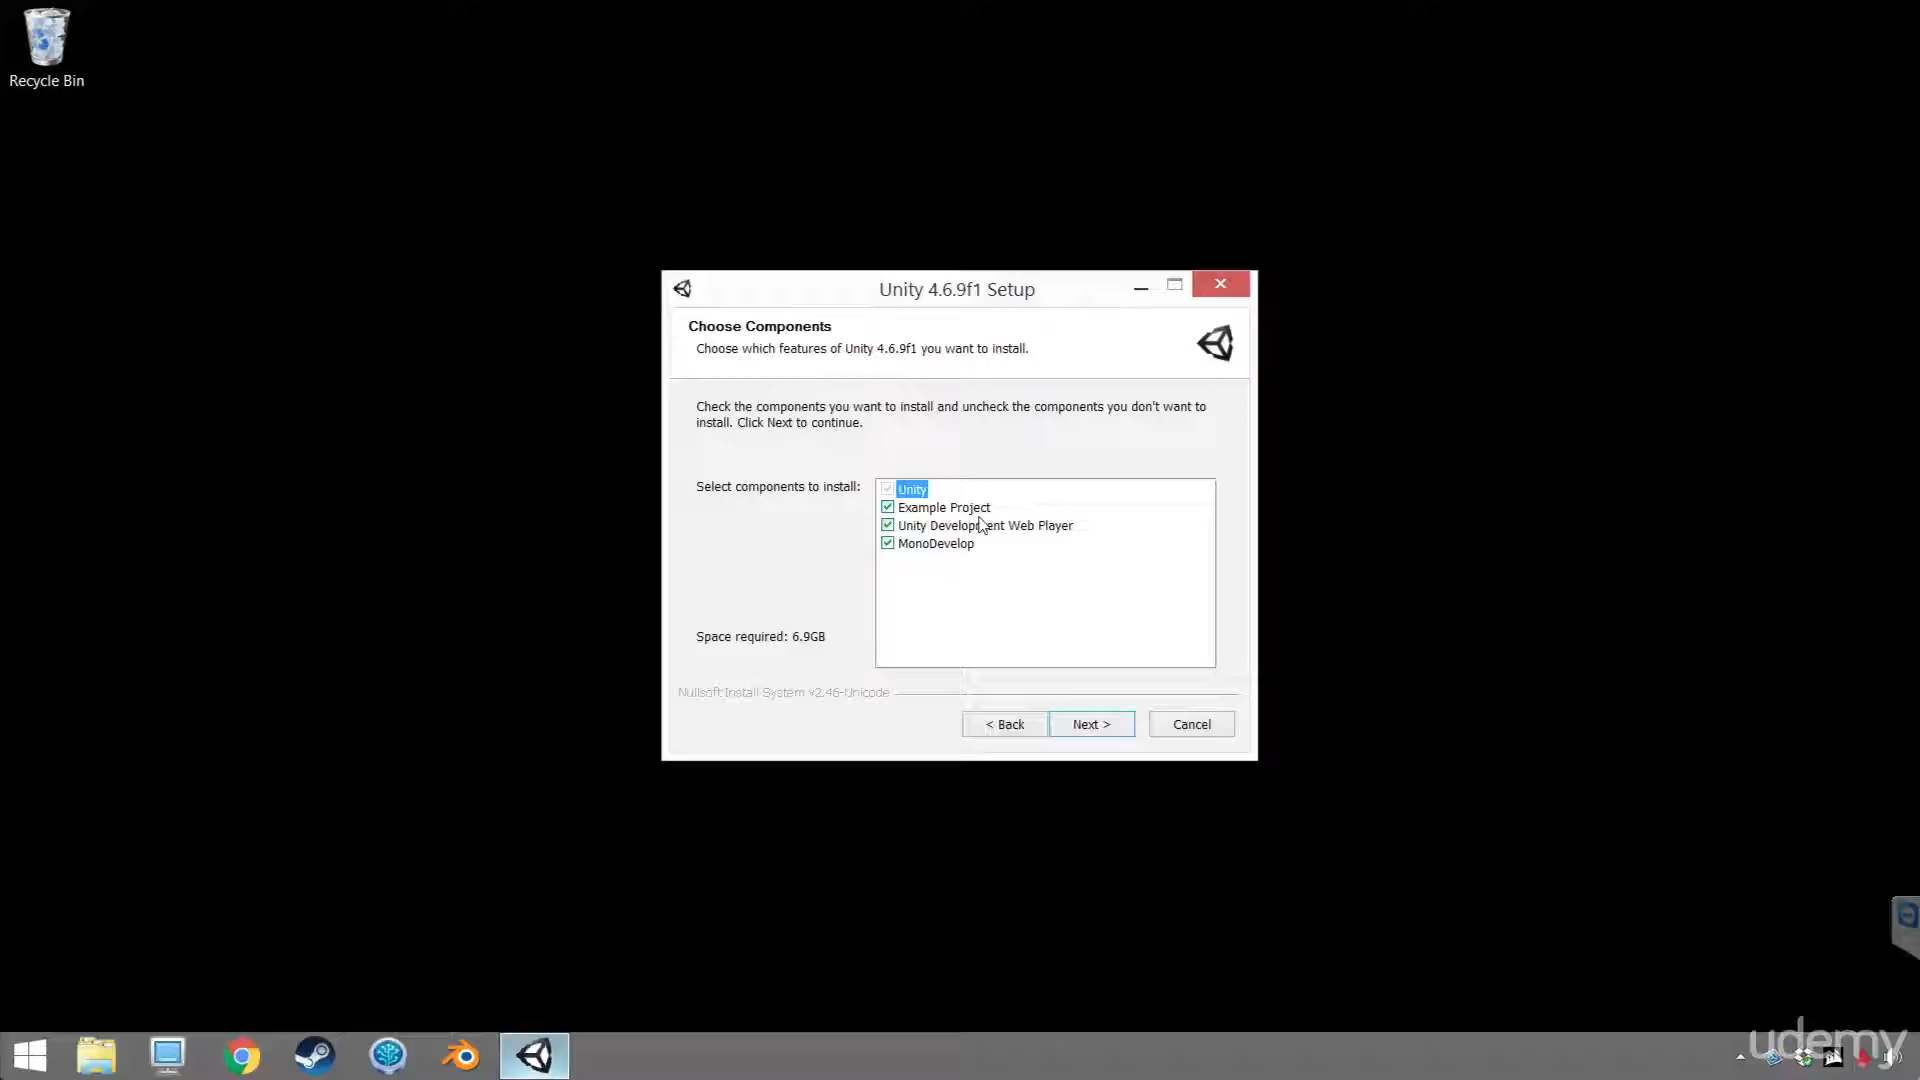 Recycle Bin
Unity 4.6.9f1 Setup
Choose Components
Choose which features of Unity 4.6.9f1 you want to install.
Check the components you want to install and uncheck the components you don't want to
install. Click Next to continue.
Select components to install:
Unity
Example Project
Unity Development Web Player
MonoDevelop
Space required: 6.9GB
Nullsoft Install System v2.46-Unicode
< Back
Next >
Cancel
udemy